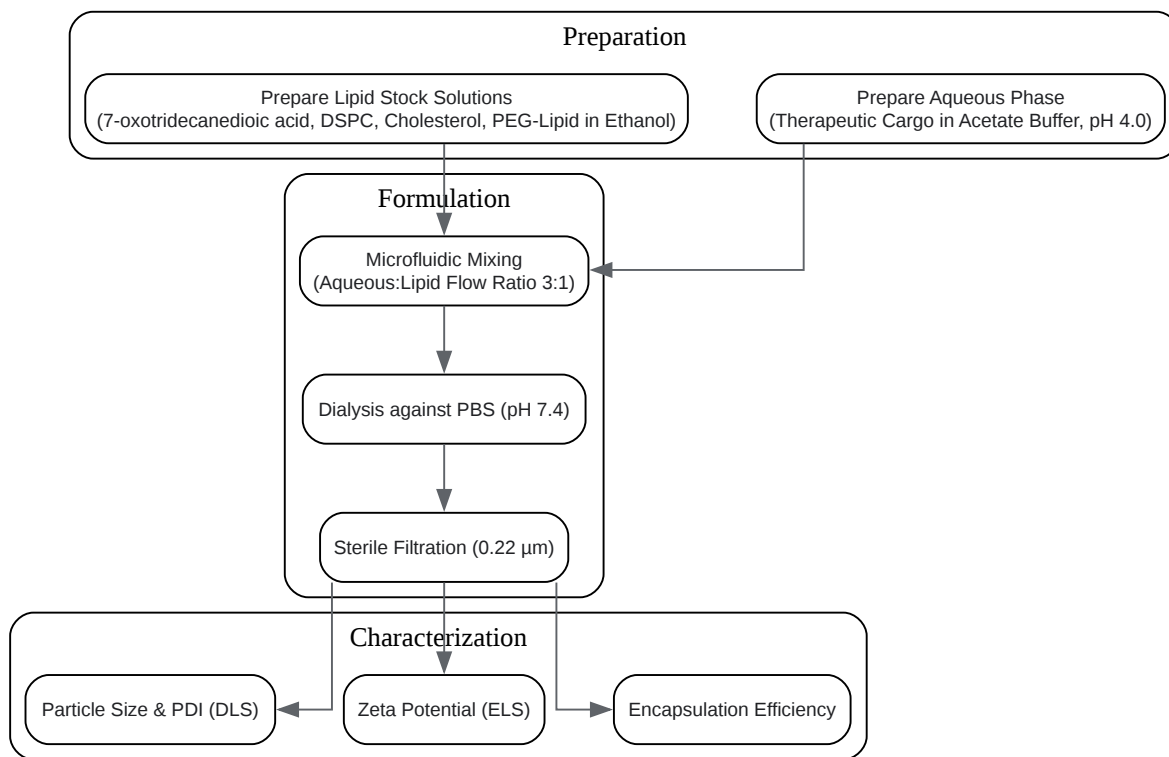 Preparation
Prepare Lipid Stock Solutions
(7-oxotridecanedioic acid, DSPC, Cholesterol, PEG-Lipid in Ethanol)
Prepare Aqueous Phase
(Therapeutic Cargo in Acetate Buffer, pH 4.0)
Formulation
Microfluidic Mixing
(Aqueous:Lipid Flow Ratio 3:1)
Dialysis against PBS (pH 7.4)
Sterile Filtration (0.22 µm)
Characterization
Particle Size & PDI (DLS)
Zeta Potential (ELS)
Encapsulation Efficiency